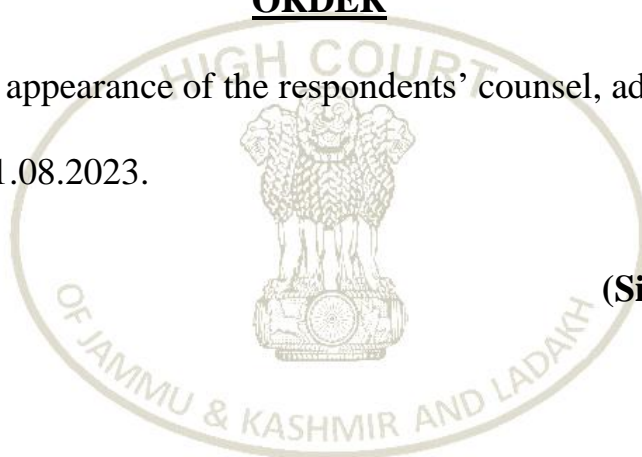 ORDER
HIGH COURT
appearance of the respondents’ counsel, ad
1.08.2023.
(Si
OF JAMMU & KASHMIR AND LADAKH